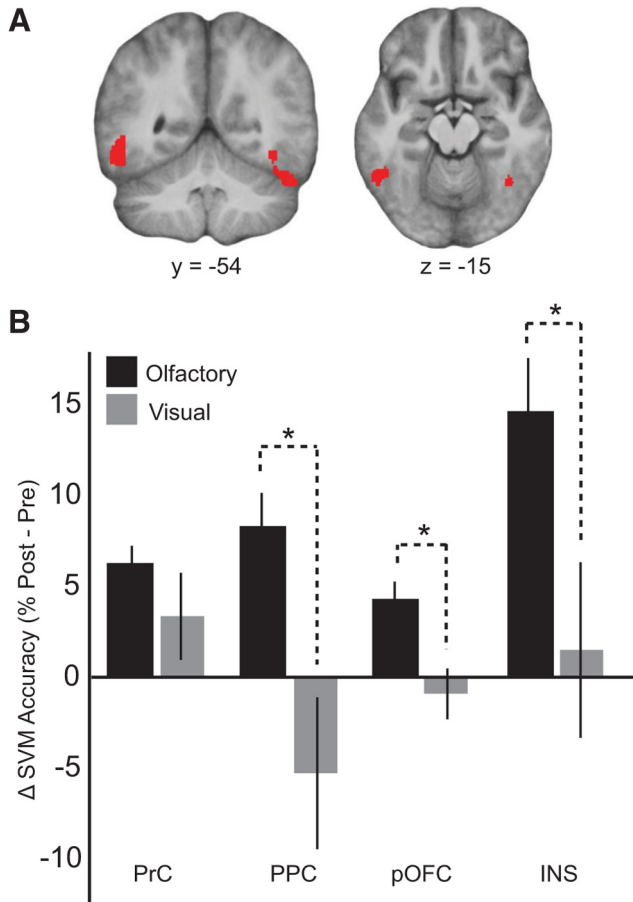 A
y = -54
z = -15
B
Olfactory
Visual
*
*
*
Δ SVM Accuracy (% Post - Pre)
15
10
5
0
-5
-10
PrC
PPC
pOFC
INS